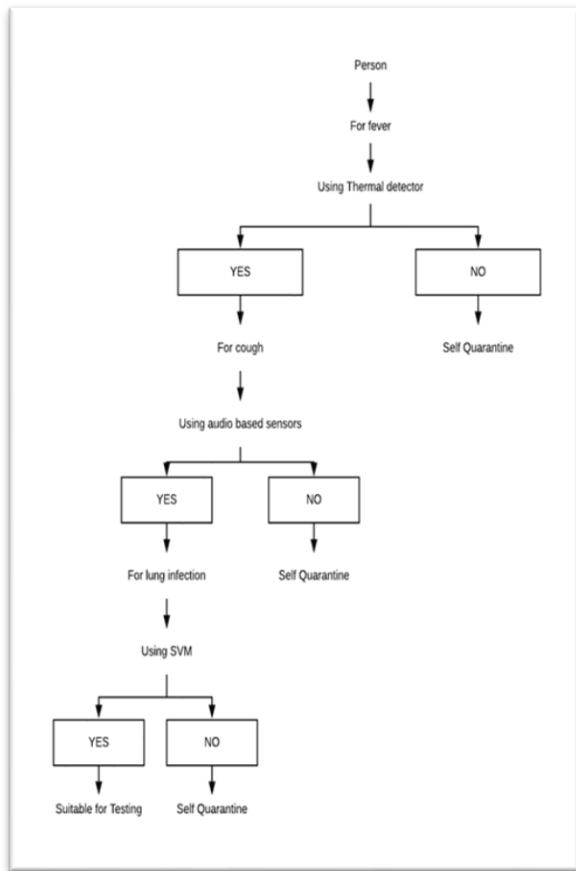 Person
For fever
Using Thermal detector
YES
NO
For cough
Self Quarantine
Using audio based sensors
YES
NO
For lung infection
Self Quarantine
Using SVM
YES
NO
Suitable for Testing
Self Quarantine